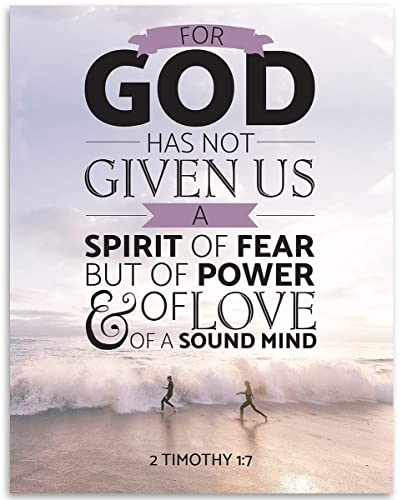 FOR
GOD
HAS NOT
GIVEN US
A
SPIRIT OF FEAR
BUT OF POWER
& OF LOVE
& OF A SOUND MIND
2 TIMOTHY 1:7